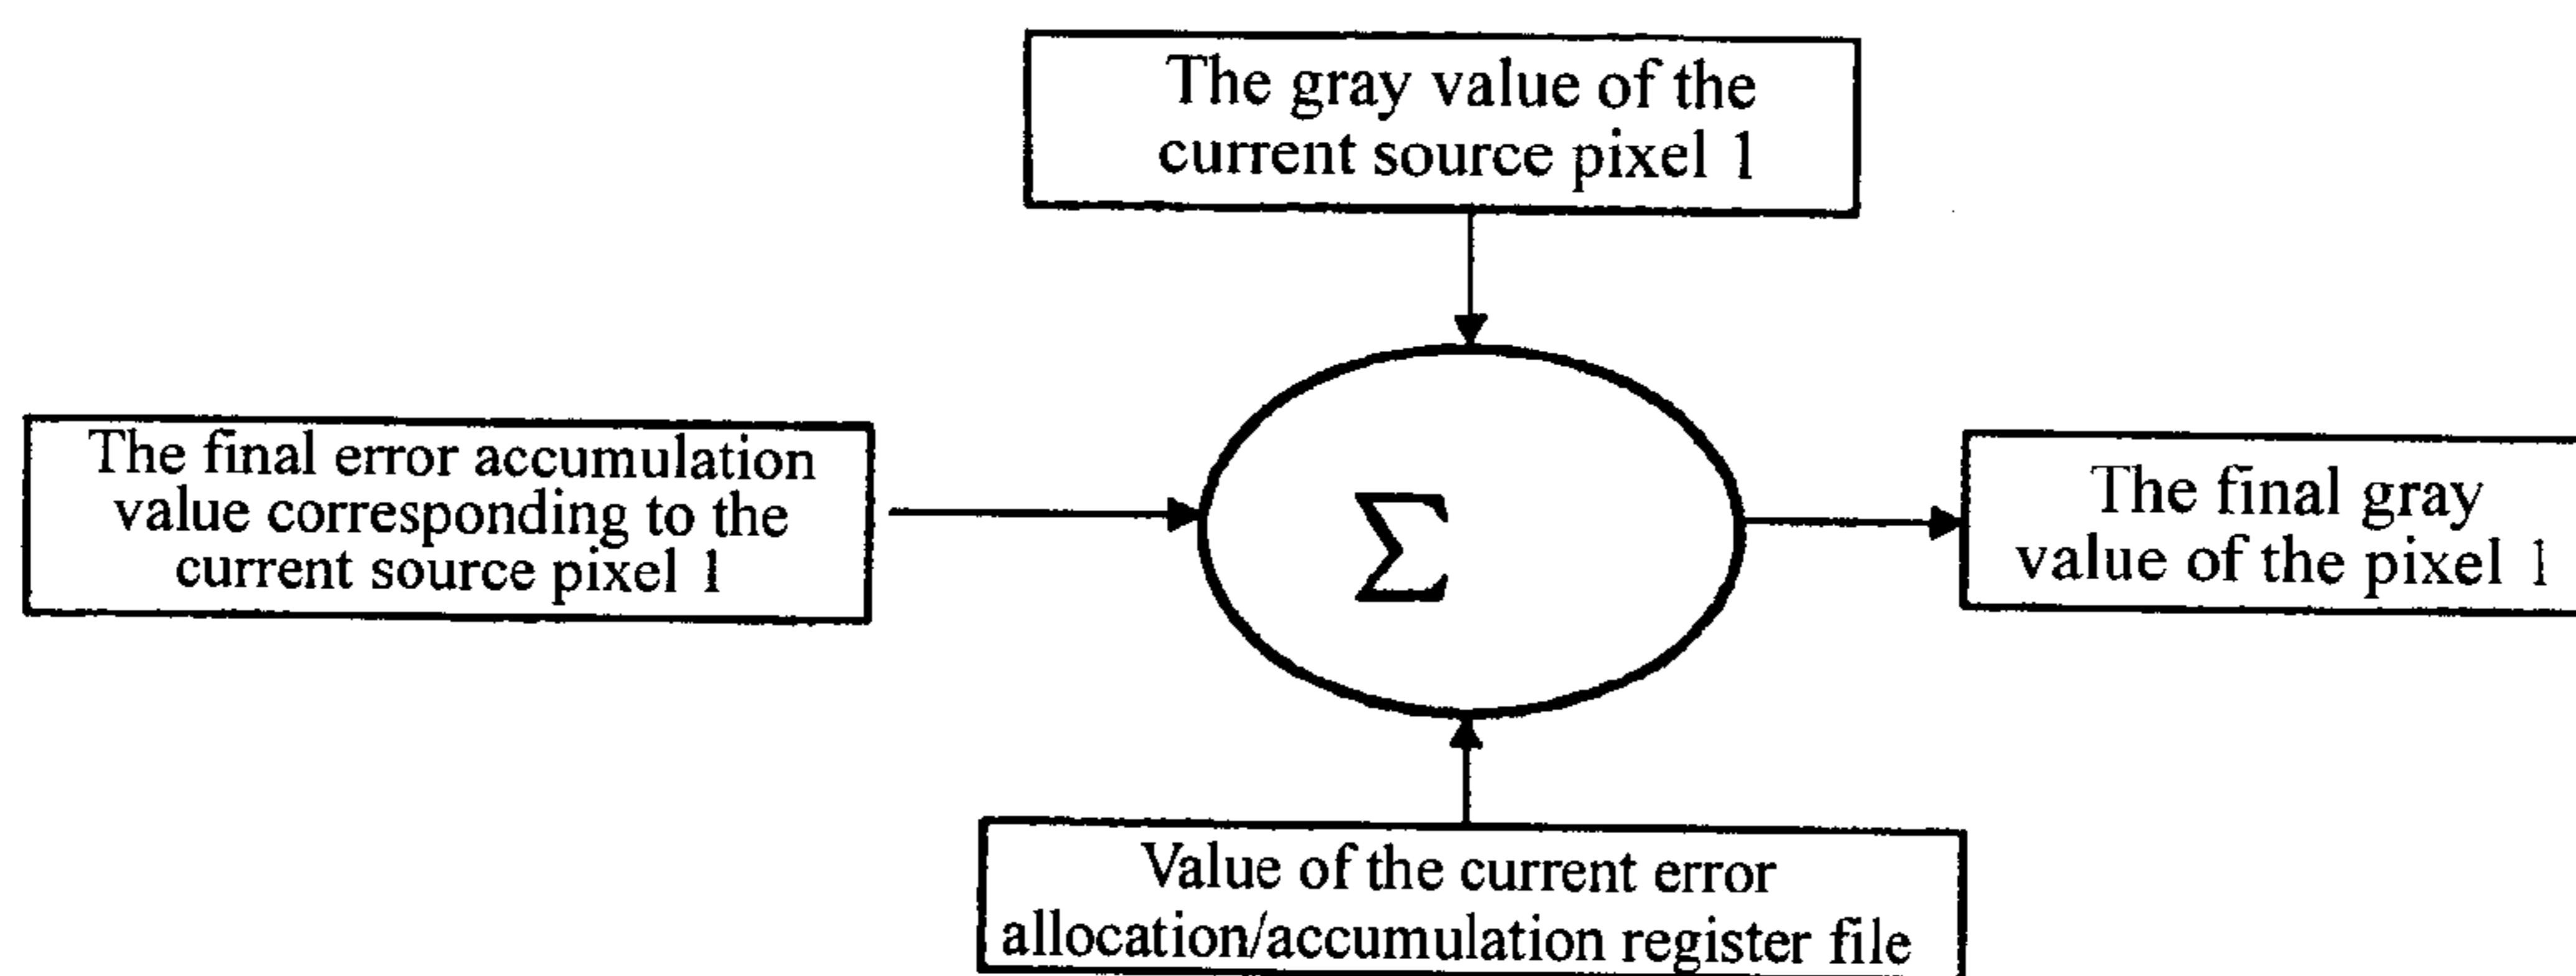 The gray value of the
current source pixel 1
The final error accumulation
value corresponding to the
current source pixel 1
Σ
The final gray
value of the pixel 1
Value of the current error
allocation/accumulation register file